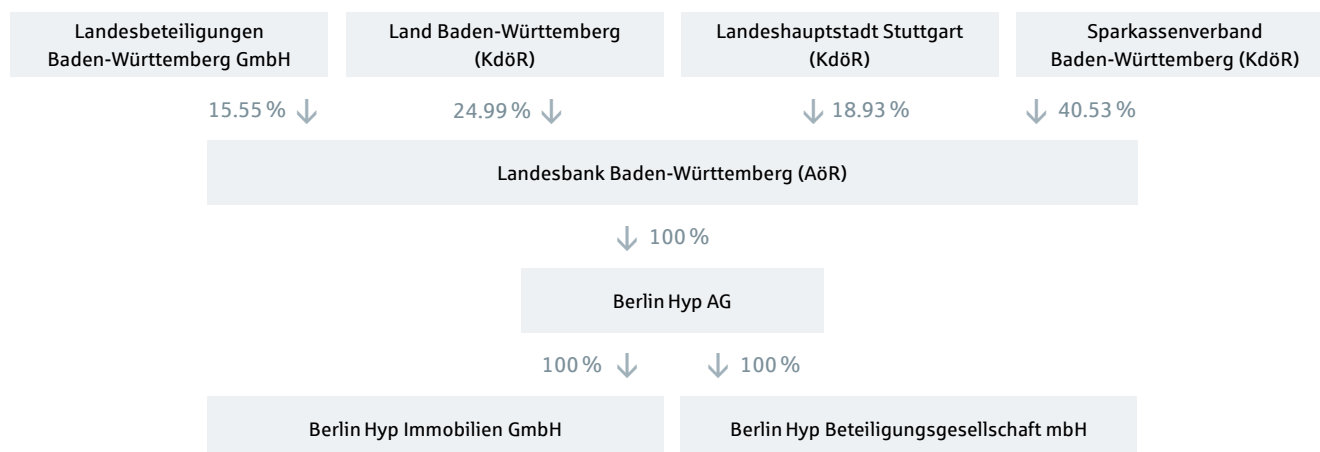 Landesbeteiligungen
Baden-Württemberg GmbH
Land Baden-Württemberg
(KdöR)
Landeshauptstadt Stuttgart
(KdöR)
Sparkassenverband
Baden-Württemberg (KdöR)
15.55 %
24.99 %
18.93 %
40.53 %
Landesbank Baden-Württemberg (AöR)
100 %
Berlin Hyp AG
100 %
100 %
Berlin Hyp Immobilien GmbH
Berlin Hyp Beteiligungsgesellschaft mbH